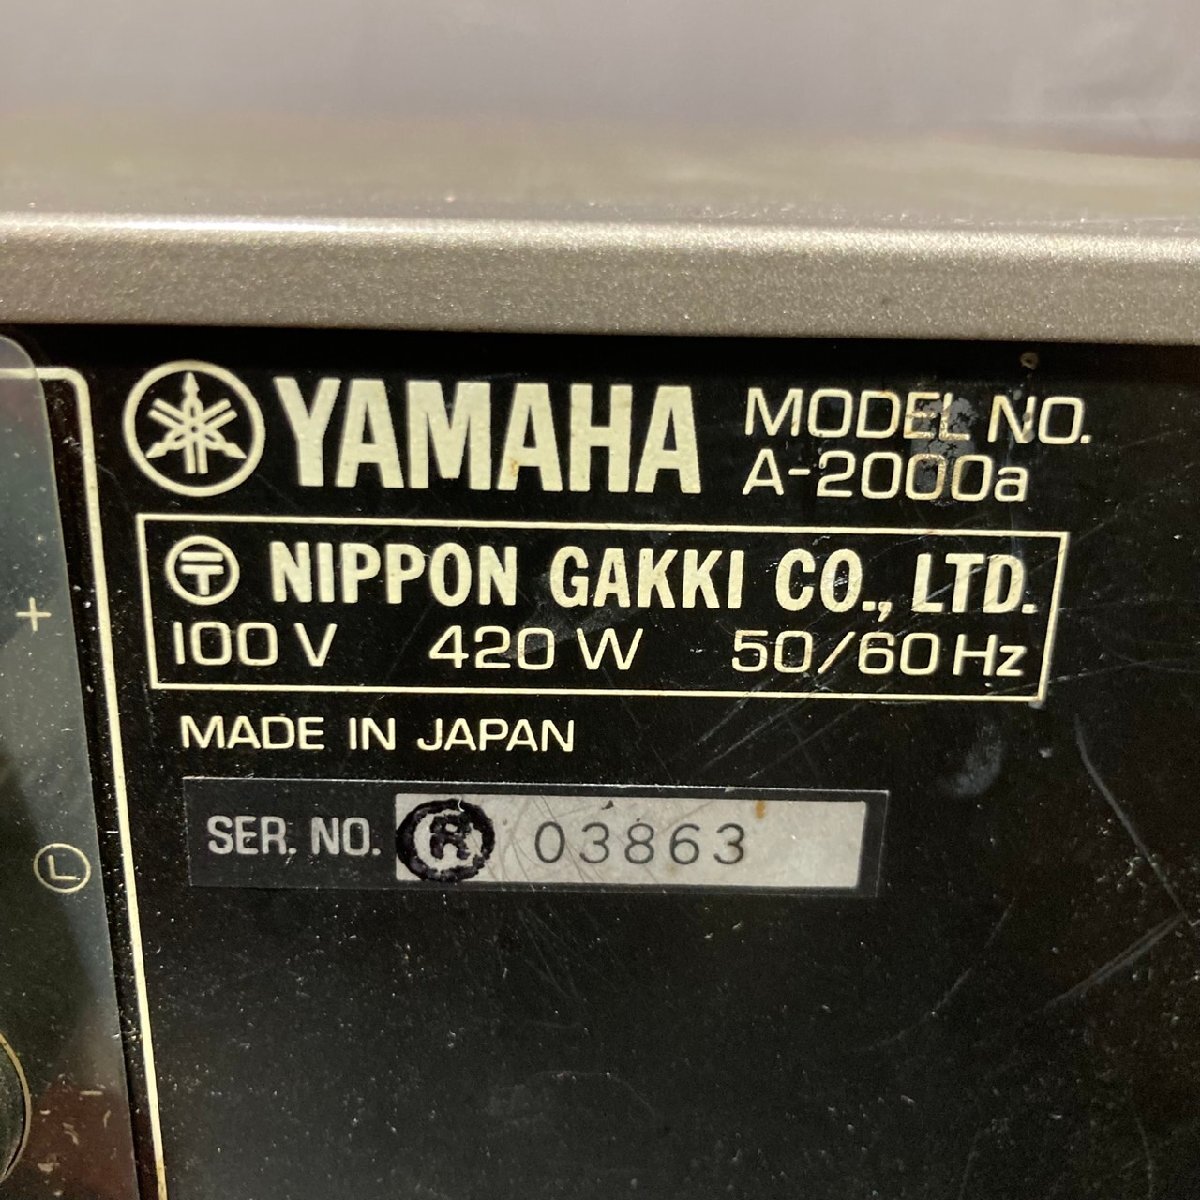 YAMAHA MODEL NO.
A-2000a
〒 NIPPON GAKKI CO., LTD.
100 V 420 W 50/60 Hz
MADE IN JAPAN
SER. NO. Ⓡ 03863
+
Ⓛ
-